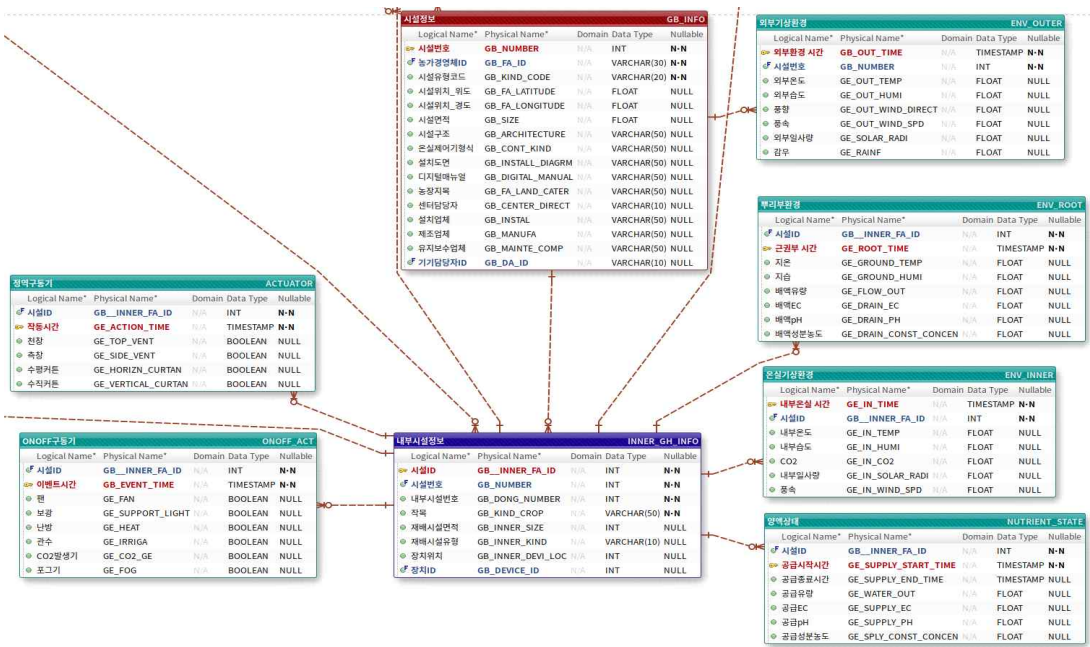 시설정보 GB_INFO
Logical Name* Physical Name* Domain Data Type Nullable
시설번호 GB_NUMBER N/A INT N-N
농가경영체ID GB_FA_ID N/A VARCHAR(30) N-N
시설유형코드 GB_KIND_CODE N/A VARCHAR(20) N-N
시설위치_위도 GB_FA_LATITUDE N/A FLOAT NULL
시설위치_경도 GB_FA_LONGITUDE N/A FLOAT NULL
시설면적 GB_SIZE N/A FLOAT NULL
시설구조 GB_ARCHITECTURE N/A VARCHAR(50) NULL
온실제어기형식 GB_CONT_KIND N/A VARCHAR(50) NULL
설치도면 GB_INSTALL_DIAGRM N/A VARCHAR(50) NULL
디지털매뉴얼 GB_DIGITAL_MANUAL N/A VARCHAR(50) NULL
농장지목 GB_FA_LAND_CATER N/A VARCHAR(50) NULL
센터담당자 GB_CENTER_DIRECT N/A VARCHAR(10) NULL
설치업체 GB_INSTAL N/A VARCHAR(50) NULL
제조업체 GB_MANUFA N/A VARCHAR(50) NULL
유지보수업체 GB_MAINTE_COMP N/A VARCHAR(50) NULL
기기담당자ID GB_DA_ID N/A VARCHAR(10) NULL
외부기상환경 ENV_OUTER
Logical Name* Physical Name* Domain Data Type Nullable
외부환경 시간 GB_OUT_TIME N/A TIMESTAMP N-N
시설번호 GB_NUMBER N/A INT N-N
외부온도 GE_OUT_TEMP N/A FLOAT NULL
외부습도 GE_OUT_HUMI N/A FLOAT NULL
풍향 GE_OUT_WIND_DIRECT N/A FLOAT NULL
풍속 GE_OUT_WIND_SPD N/A FLOAT NULL
외부일사량 GE_SOLAR_RADI N/A FLOAT NULL
감우 GE_RAINF N/A FLOAT NULL
뿌리부환경 ENV_ROOT
Logical Name* Physical Name* Domain Data Type Nullable
시설ID GB__INNER_FA_ID N/A INT N-N
근권부 시간 GE_ROOT_TIME N/A TIMESTAMP N-N
지온 GE_GROUND_TEMP N/A FLOAT NULL
지습 GE_GROUND_HUMI N/A FLOAT NULL
배액유량 GE_FLOW_OUT N/A FLOAT NULL
배액EC GE_DRAIN_EC N/A FLOAT NULL
배액pH GE_DRAIN_PH N/A FLOAT NULL
배액성분농도 GE_DRAIN_CONST_CONCEN N/A FLOAT NULL
정역구동기 ACTUATOR
Logical Name* Physical Name* Domain Data Type Nullable
시설ID GB__INNER_FA_ID N/A INT N-N
작동시간 GE_ACTION_TIME N/A TIMESTAMP N-N
천장 GE_TOP_VENT N/A BOOLEAN NULL
측창 GE_SIDE_VENT N/A BOOLEAN NULL
수평커튼 GE_HORIZN_CURTAN N/A BOOLEAN NULL
수직커튼 GE_VERTICAL_CURTAN N/A BOOLEAN NULL
온실기상환경 ENV_INNER
Logical Name* Physical Name* Domain Data Type Nullable
내부온실 시간 GE_IN_TIME N/A TIMESTAMP N-N
시설ID GB__INNER_FA_ID N/A INT N-N
내부온도 GE_IN_TEMP N/A FLOAT NULL
내부습도 GE_IN_HUMI N/A FLOAT NULL
CO2 GE_IN_CO2 N/A FLOAT NULL
내부일사량 GE_IN_SOLAR_RADI N/A FLOAT NULL
풍속 GE_IN_WIND_SPD N/A FLOAT NULL
ONOFF구동기 ONOFF_ACT
Logical Name* Physical Name* Domain Data Type Nullable
시설ID GB__INNER_FA_ID N/A INT N-N
이벤트시간 GB_EVENT_TIME N/A TIMESTAMP N-N
팬 GE_FAN N/A BOOLEAN NULL
보광 GE_SUPPORT_LIGHT N/A BOOLEAN NULL
난방 GE_HEAT N/A BOOLEAN NULL
관수 GE_IRRIGA N/A BOOLEAN NULL
CO2발생기 GE_CO2_GE N/A BOOLEAN NULL
포그기 GE_FOG N/A BOOLEAN NULL
내부시설정보 INNER_GH_INFO
Logical Name* Physical Name* Domain Data Type Nullable
시설ID GB__INNER_FA_ID N/A INT N-N
시설번호 GB_NUMBER N/A INT N-N
내부시설번호 GB_DONG_NUMBER N/A INT N-N
작목 GB_KIND_CROP N/A VARCHAR(50) N-N
재배시설면적 GB_INNER_SIZE N/A INT NULL
재배시설유형 GB_INNER_KIND N/A VARCHAR(10) NULL
장치위치 GB_INNER_DEVI_LOC N/A INT NULL
장치ID GB_DEVICE_ID N/A INT NULL
양액상태 NUTRIENT_STATE
Logical Name* Physical Name* Domain Data Type Nullable
시설ID GB__INNER_FA_ID N/A INT N-N
공급시작시간 GE_SUPPLY_START_TIME N/A TIMESTAMP N-N
공급종료시간 GE_SUPPLY_END_TIME N/A TIMESTAMP NULL
공급유량 GE_WATER_OUT N/A FLOAT NULL
공급EC GE_SUPPLY_EC N/A FLOAT NULL
공급pH GE_SUPPLY_PH N/A FLOAT NULL
공급성분농도 GE_SPLY_CONST_CONCEN N/A FLOAT NULL